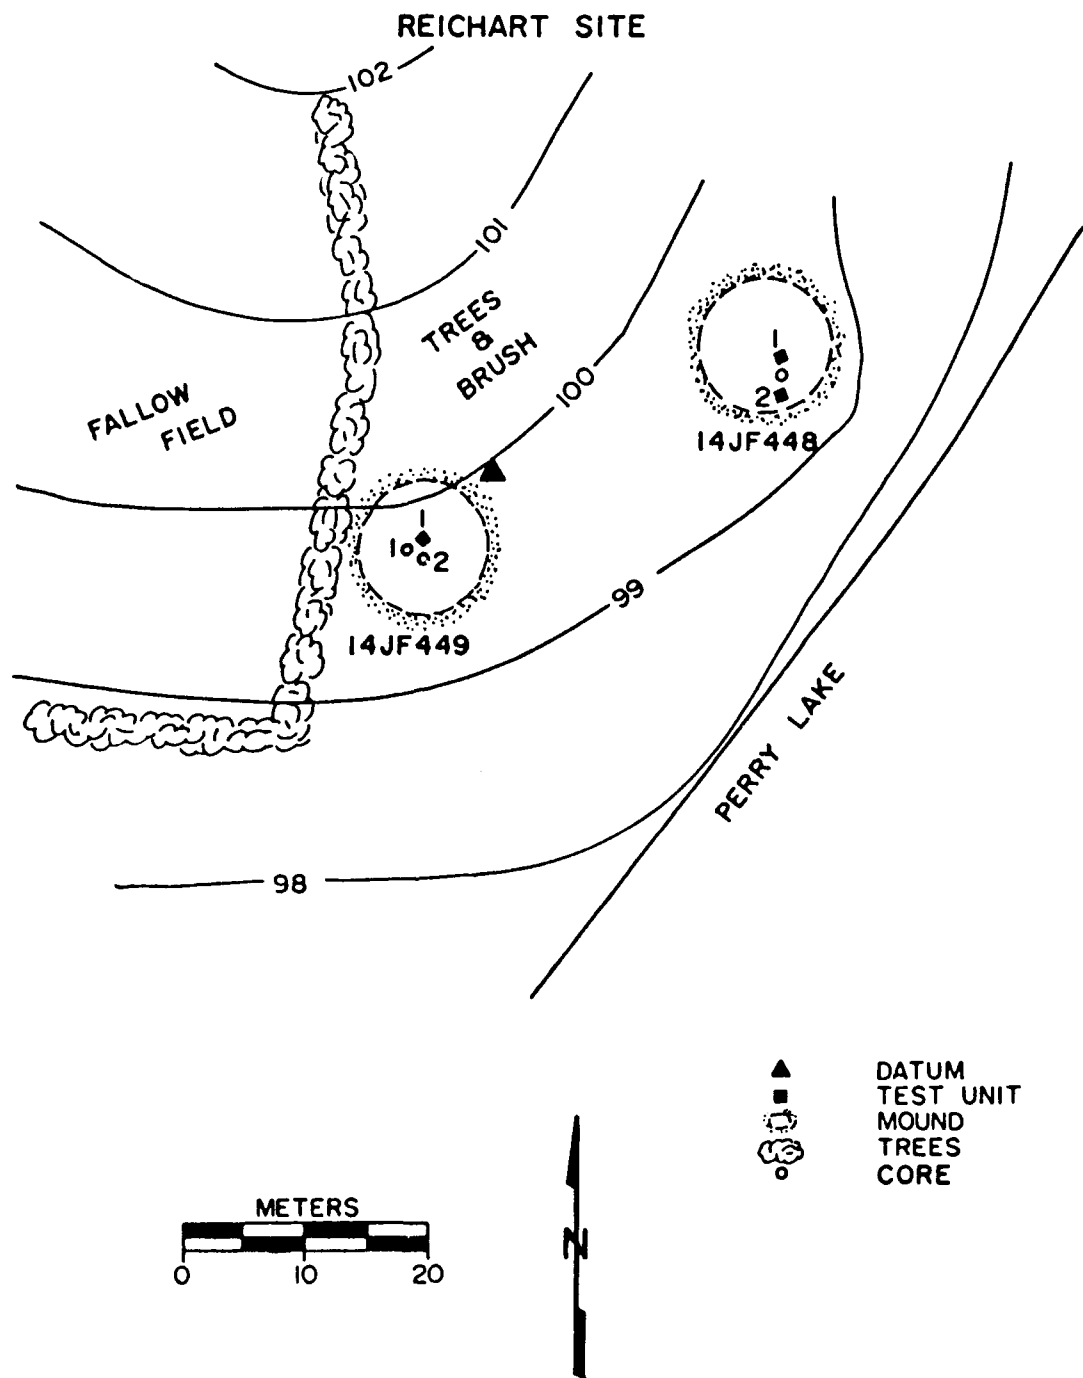 REICHART SITE
102
101
TREES
&
BRUSH
100
FALLOW
FIELD
1
2
14JF448
1
1
2
14JF449
99
PERRY LAKE
98
DATUM
TEST UNIT
MOUND
TREES
CORE
METERS
0 10 20
N